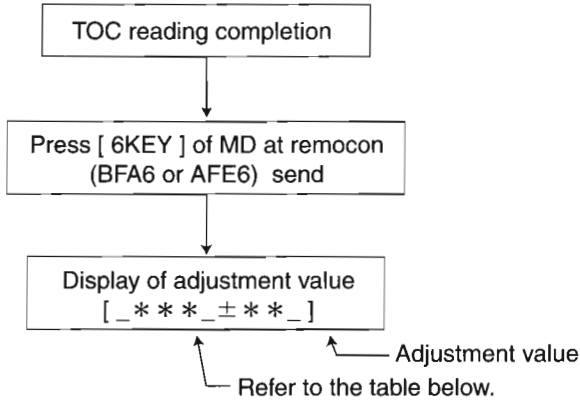 TOC reading completion
Press [ 6KEY ] of MD at remocon
(BFA6 or AFE6) send
Display of adjustment value
[ _＊＊＊_±＊＊_ ]
Adjustment value
Refer to the table below.